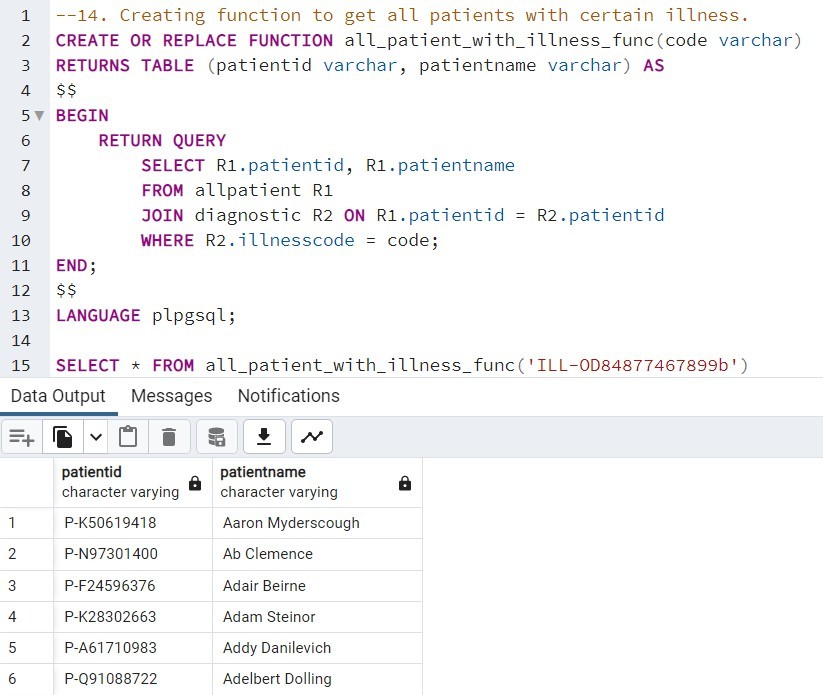 1 --14. Creating function to get all patients with certain illness.
2 CREATE OR REPLACE FUNCTION all_patient_with_illness_func(code varchar)
3 RETURNS TABLE (patientid varchar, patientname varchar) AS
4 $$
5 BEGIN
6 RETURN QUERY
7 SELECT R1.patientid, R1.patientname
8 FROM allpatient R1
9 JOIN diagnostic R2 ON R1.patientid = R2.patientid
10 WHERE R2.illnesscode = code;
11 END;
12 $$
13 LANGUAGE plpgsql;
14
15 SELECT * FROM all_patient_with_illness_func('ILL-OD84877467899b')
Data Output Messages Notifications
patientid patientname
character varying character varying
1 P-K50619418 Aaron Myderscough
2 P-N97301400 Ab Clemence
3 P-F24596376 Adair Beirne
4 P-K28302663 Adam Steinor
5 P-A61710983 Addy Danilevich
6 P-Q91088722 Adelbert Dolling